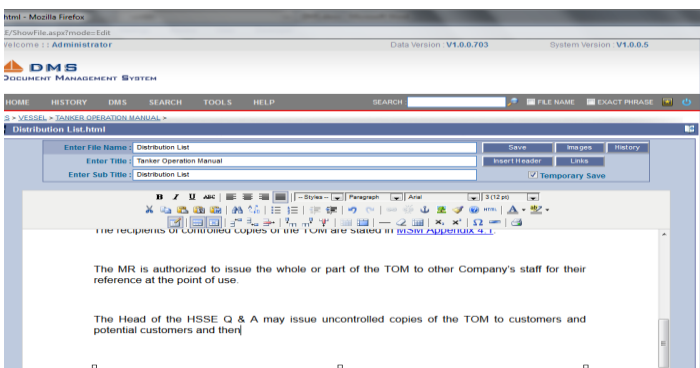 html - Mozilla Firefox
E/ShowFile.aspx?mode=Edit
Welcome :: Administrator Data Version : V1.0.0.703 System Version : V1.0.0.5
DMS
DOCUMENT MANAGEMENT SYSTEM
HOME HISTORY DMS SEARCH TOOLS HELP SEARCH FILE NAME EXACT PHRASE
S > VESSEL > TANKER OPERATION MANUAL >
Distribution List.html
Enter File Name : Distribution List Save Images History
Enter Title : Tanker Operation Manual Insert Header Links
Enter Sub Title : Distribution List Temporary Save
B I U ABC -- Styles -- Paragraph Arial 3 (12 pt)
HTML
The recipients of controlled copies of the TOM are stated in MSM Appendix 4.1.
The MR is authorized to issue the whole or part of the TOM to other Company's staff for their
reference at the point of use.
The Head of the HSSE Q & A may issue uncontrolled copies of the TOM to customers and
potential customers and then